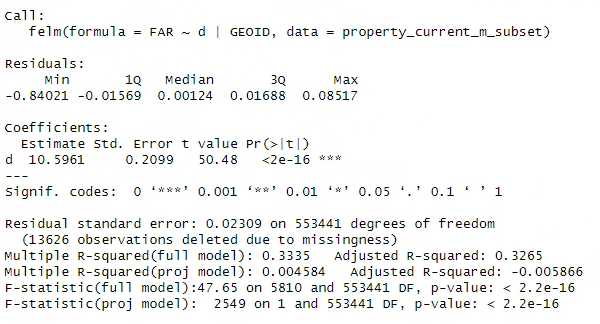 Call:
felm(formula = FAR ~ d | GEOID, data = property_current_m_subset)
Residuals:
Min 1Q Median 3Q Max
-0.84021 -0.01569 0.00124 0.01688 0.08517
Coefficients:
Estimate Std. Error t value Pr(>|t|)
d 10.5961 0.2099 50.48 <2e-16 ***
---
Signif. codes: 0 ‘***’ 0.001 ‘**’ 0.01 ‘*’ 0.05 ‘.’ 0.1 ‘ ’ 1
Residual standard error: 0.02309 on 553441 degrees of freedom
(13626 observations deleted due to missingness)
Multiple R-squared(full model): 0.3335 Adjusted R-squared: 0.3265
Multiple R-squared(proj model): 0.004584 Adjusted R-squared: -0.005866
F-statistic(full model):47.65 on 5810 and 553441 DF, p-value: < 2.2e-16
F-statistic(proj model): 2549 on 1 and 553441 DF, p-value: < 2.2e-16